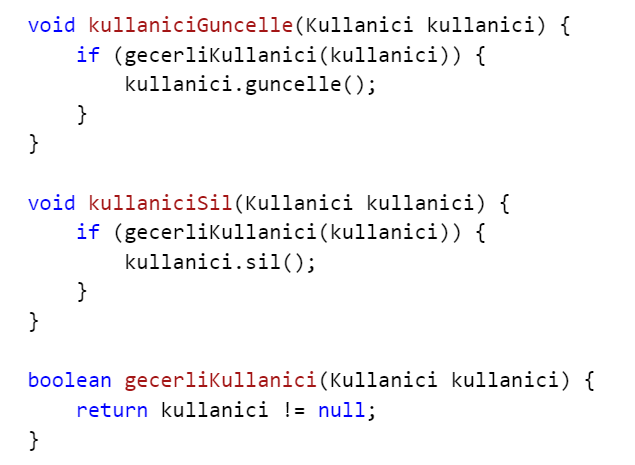 void kullaniciGuncelle(Kullanici kullanici) {
    if (gecerliKullanici(kullanici)) {
        kullanici.guncelle();
    }
}

void kullaniciSil(Kullanici kullanici) {
    if (gecerliKullanici(kullanici)) {
        kullanici.sil();
    }
}

boolean gecerliKullanici(Kullanici kullanici) {
    return kullanici != null;
}